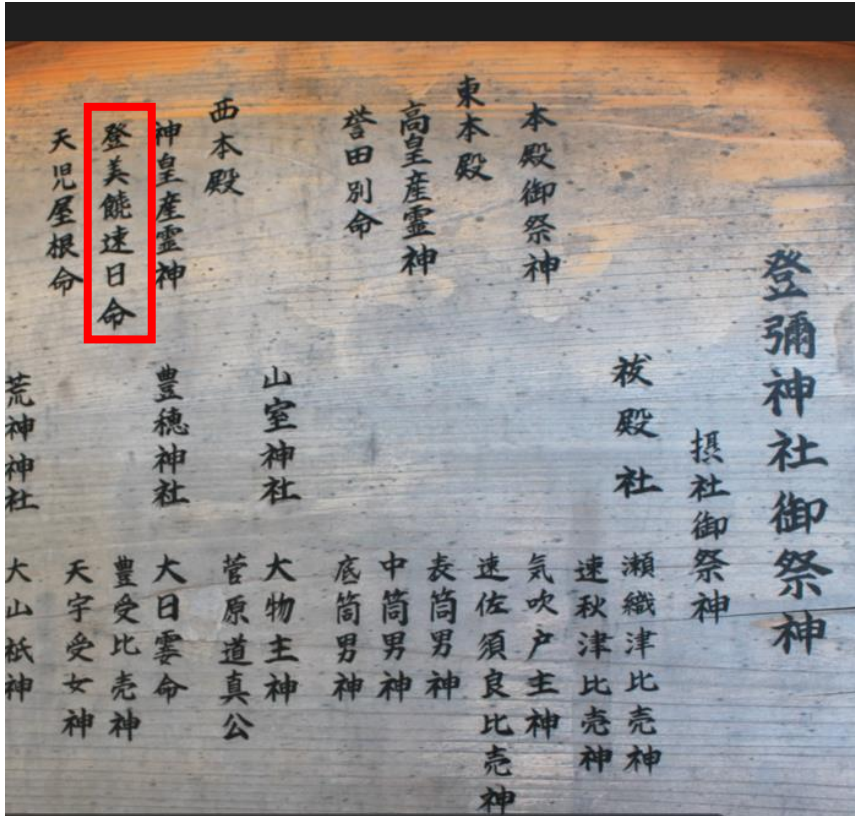 登彌神社御祭神
本殿御祭神
東本殿
高皇産霊神
誉田別命
西本殿
神皇産霊神
登美饒速日命
天児屋根命
摂社御祭神
祓殿社
瀬織津比売神
速秋津比売神
気吹戸主神
速佐須良比売神
表筒男神
中筒男神
底筒男神
山室神社
大物主神
菅原道真公
豊穂神社
大日霊命
豊受比売神
天宇受女神
荒神神社
大山祇神